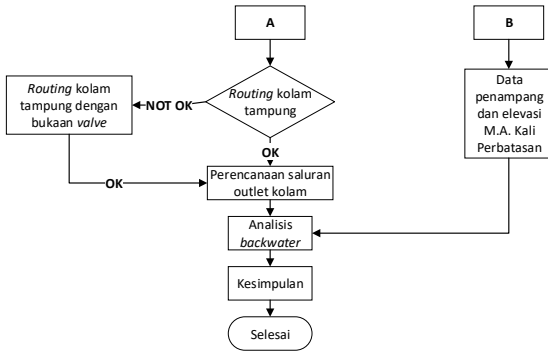 A
B
Routing kolam
tampung dengan
bukaan valve
NOT OK
Routing kolam
tampung
Data
penampang
dan elevasi
M.A. Kali
Perbatasan
OK
OK
Perencanaan saluran
outlet kolam
Analisis
backwater
Kesimpulan
Selesai